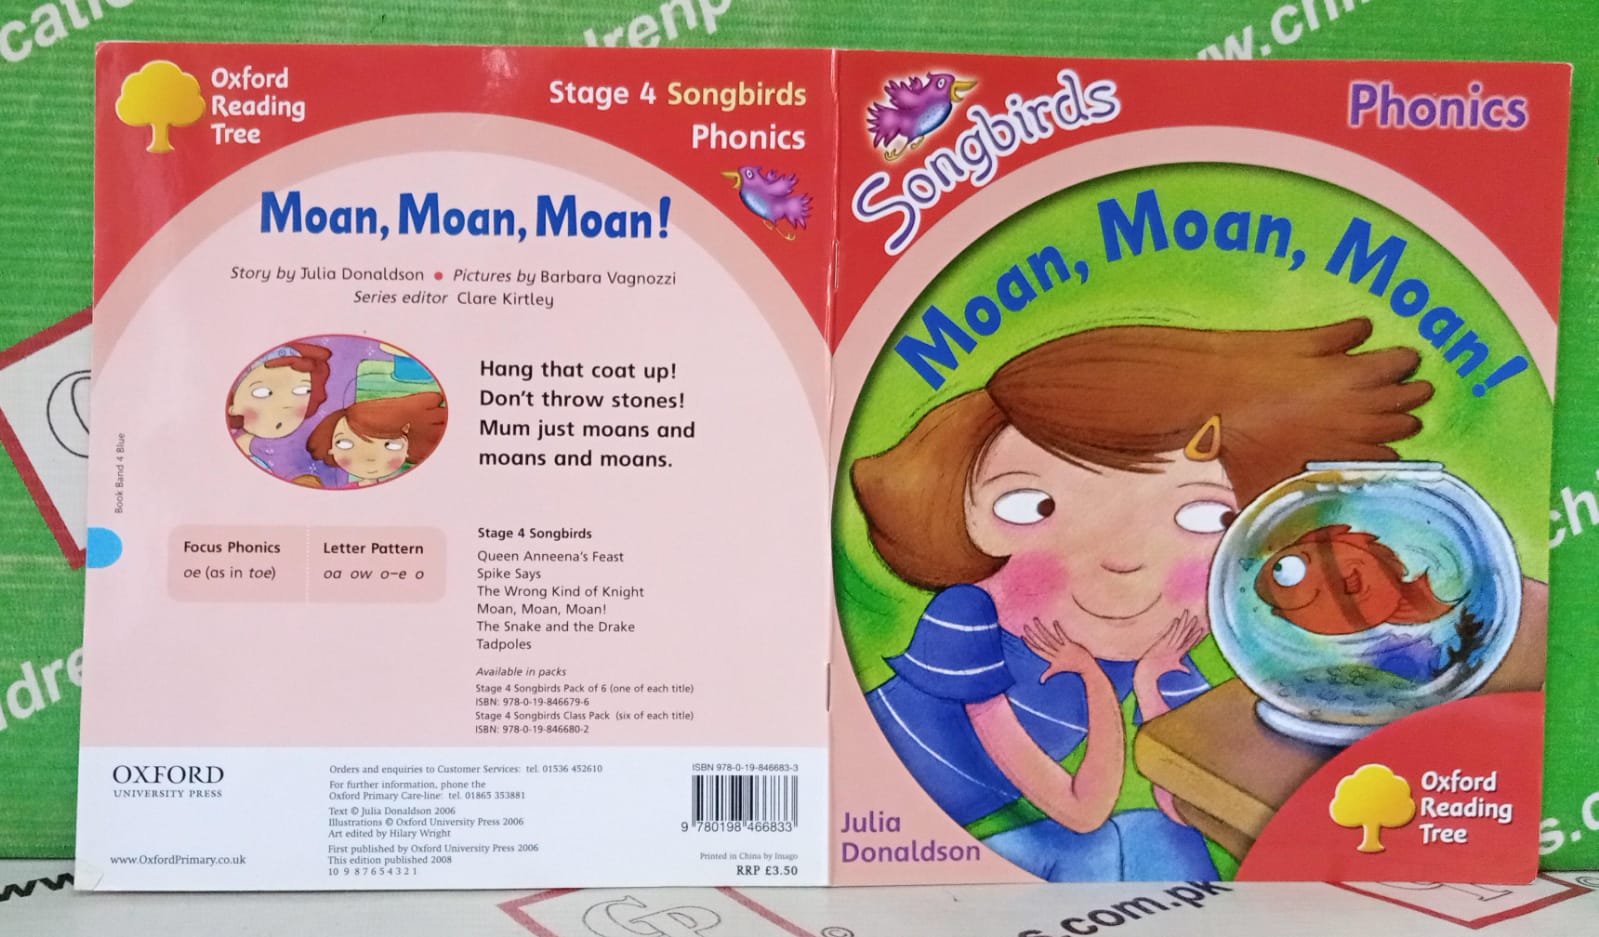 Oxford
Reading
Tree
Stage 4 Songbirds
Phonics
Moan, Moan, Moan!
Story by Julia Donaldson • Pictures by Barbara Vagnozzi
Series editor Clare Kirtley
Hang that coat up!
Don't throw stones!
Mum just moans and
moans and moans.
Book Band 4 Blue
Focus Phonics
oe (as in toe)
Letter Pattern
oa ow o–e o
Stage 4 Songbirds
Queen Anneena's Feast
Spike Says
The Wrong Kind of Knight
Moan, Moan, Moan!
The Snake and the Drake
Tadpoles
Available in packs
Stage 4 Songbirds Pack of 6 (one of each title)
ISBN: 978-0-19-846679-6
Stage 4 Songbirds Class Pack (six of each title)
ISBN: 978-0-19-846680-2
OXFORD
UNIVERSITY PRESS
www.OxfordPrimary.co.uk
Orders and enquiries to Customer Services: tel. 01536 452610
For further information, phone the
Oxford Primary Care-line: tel. 01865 353881
Text © Julia Donaldson 2006
Illustrations © Oxford University Press 2006
Art edited by Hilary Wright
First published by Oxford University Press 2006
This edition published 2008
10 9 8 7 6 5 4 3 2 1
ISBN 978-0-19-846683-3
9 780198 466833
Printed in China by Imago
RRP £3.50
Songbirds
Phonics
Moan, Moan, Moan!
Julia
Donaldson
Oxford
Reading
Tree
s.com.pk